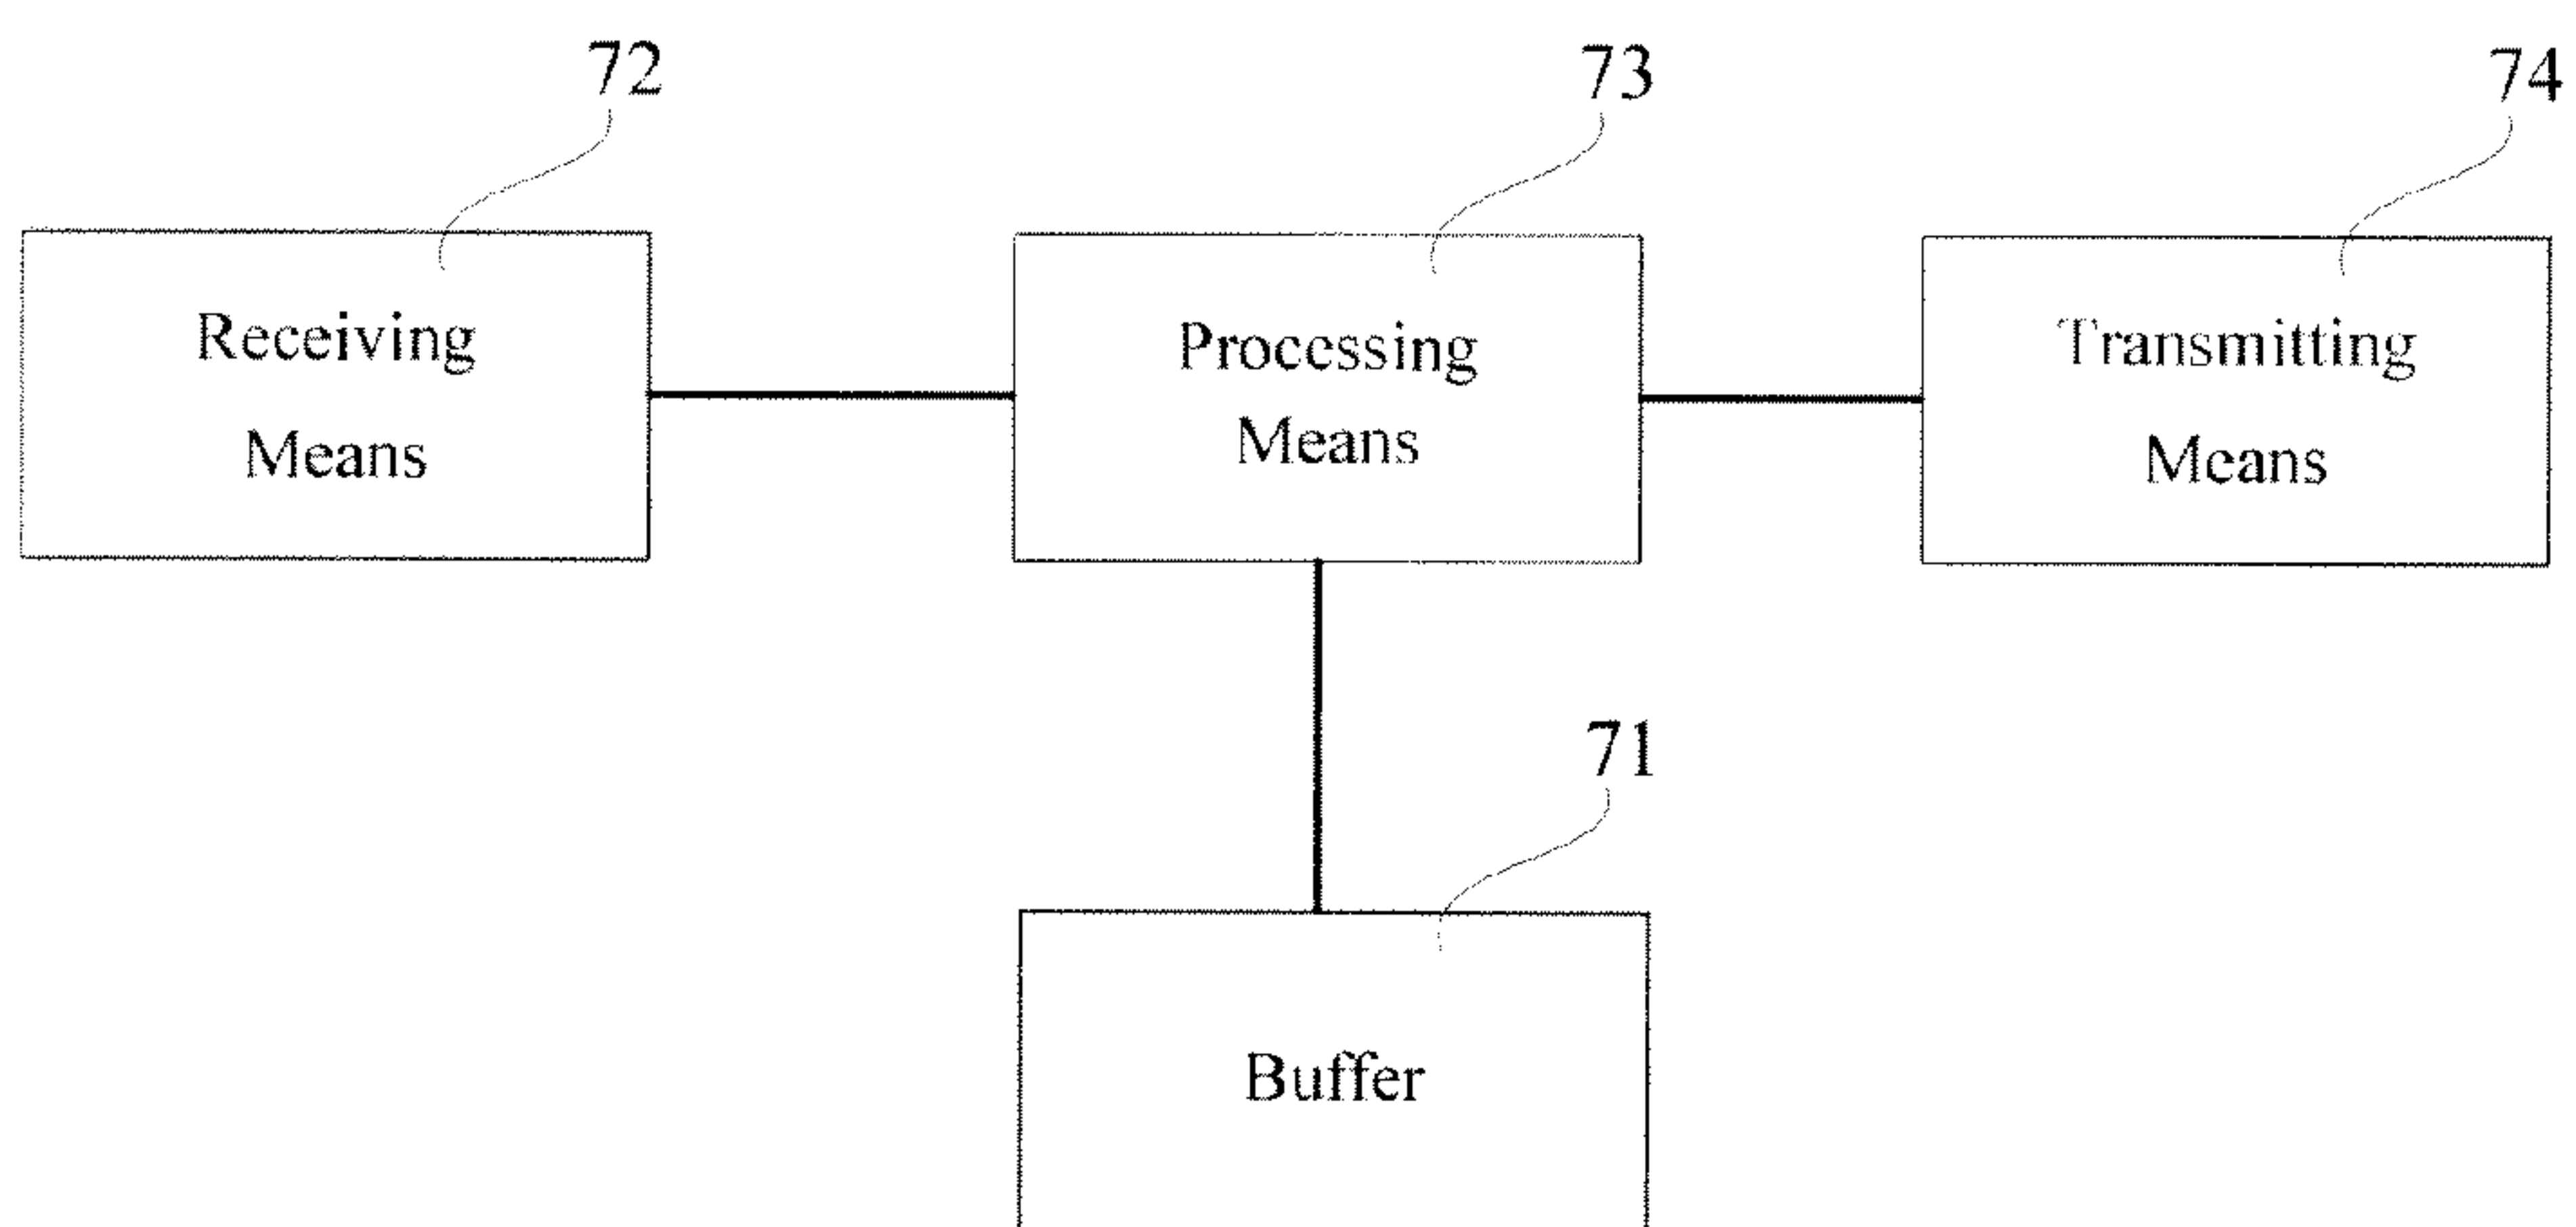 72
73
74
Receiving
Means
Processing
Means
Transmitting
Means
71
Buffer